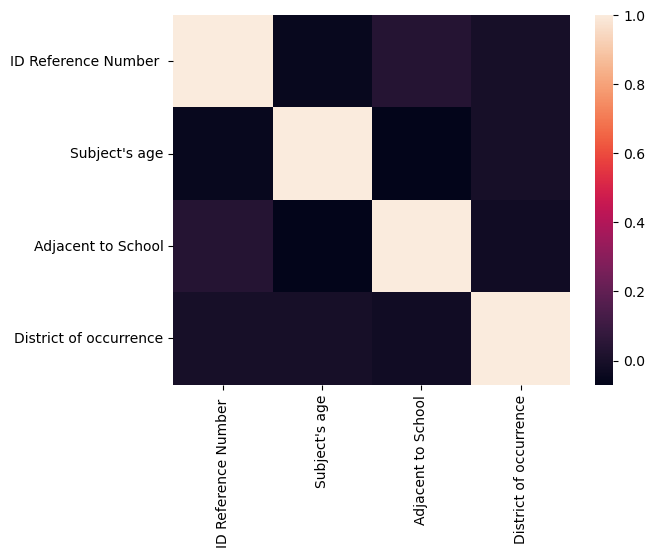 ID Reference Number
Subject's age
Adjacent to School
District of occurrence
ID Reference Number
Subject's age
Adjacent to School
District of occurrence
1.0
0.8
0.6
0.4
0.2
0.0